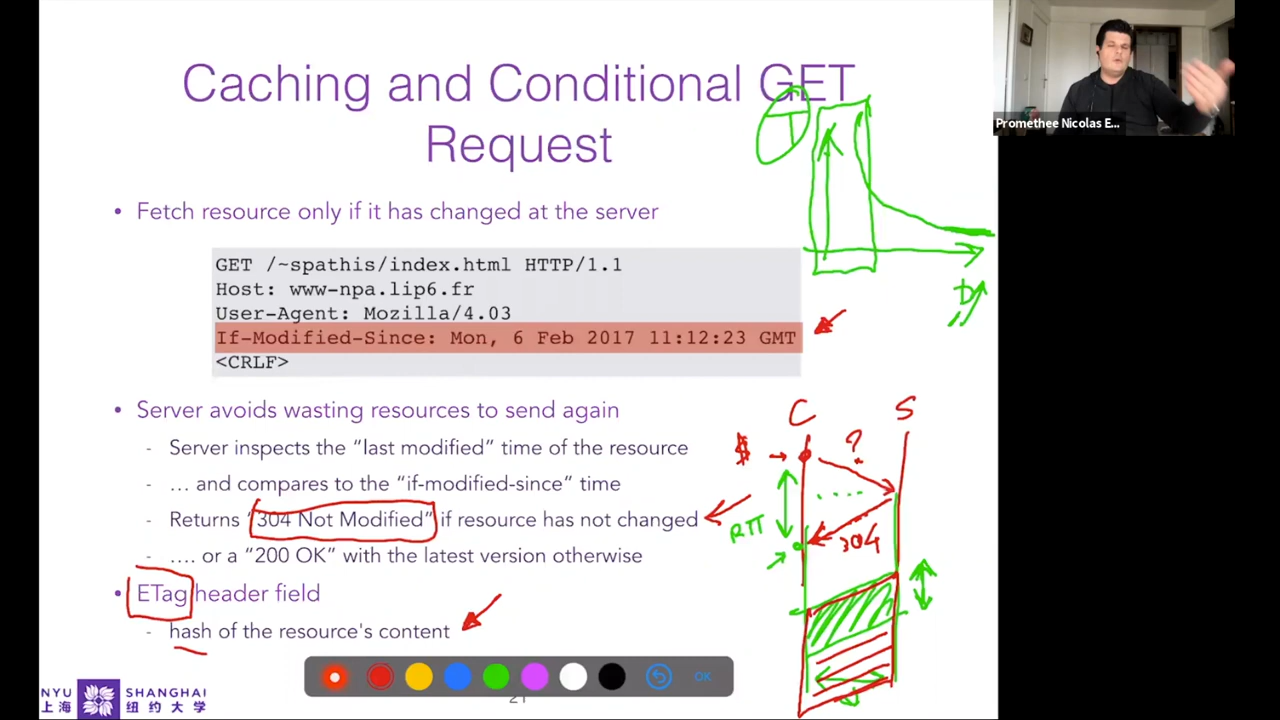 Caching and Conditional GET
Request
Promethee Nicolas E...
T
• Fetch resource only if it has changed at the server
GET /~spathis/index.html HTTP/1.1
Host: www-npa.lip6.fr
User-Agent: Mozilla/4.03
If-Modified-Since: Mon, 6 Feb 2017 11:12:23 GMT
<CRLF>
D
• Server avoids wasting resources to send again
- Server inspects the “last modified” time of the resource
- … and compares to the “if-modified-since” time
- Returns “304 Not Modified” if resource has not changed
- …. or a “200 OK” with the latest version otherwise
• ETag header field
- hash of the resource's content
C S
$ ?
RTT
304
OK
NYU SHANGHAI
上海 纽约大学
21